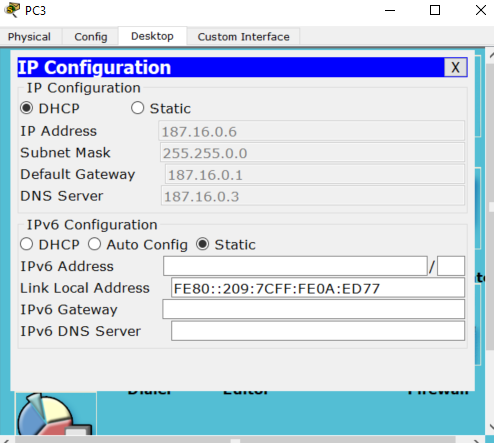 PC3
Physical Config Desktop Custom Interface
IP Configuration X
IP Configuration
DHCP Static
IP Address 187.16.0.6
Subnet Mask 255.255.0.0
Default Gateway 187.16.0.1
DNS Server 187.16.0.3
IPv6 Configuration
DHCP Auto Config Static
IPv6 Address /
Link Local Address FE80::209:7CFF:FE0A:ED77
IPv6 Gateway
IPv6 DNS Server
Dialer Editor Firewall